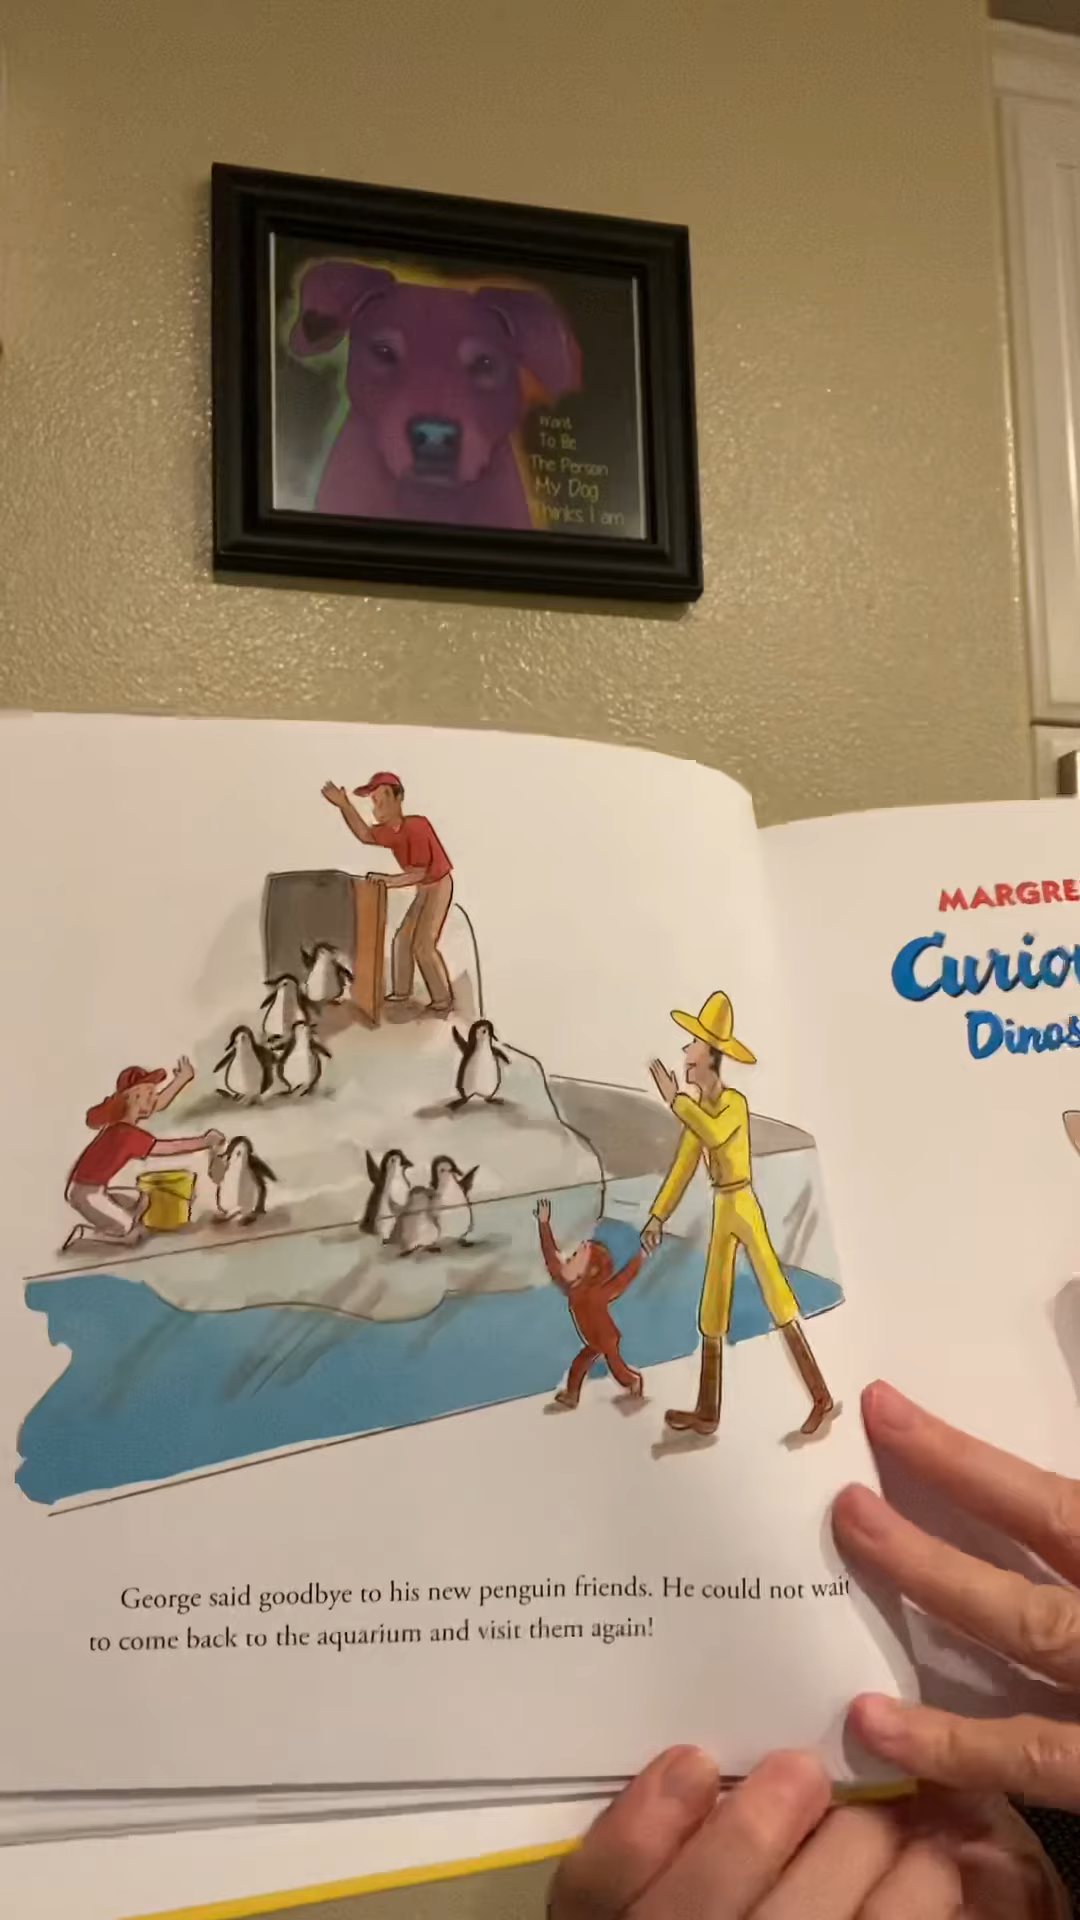 Want
To Be
The Person
My Dog
Thinks I am
George said goodbye to his new penguin friends. He could not wait
to come back to the aquarium and visit them again!
MARGRE
Curiou
Dinos